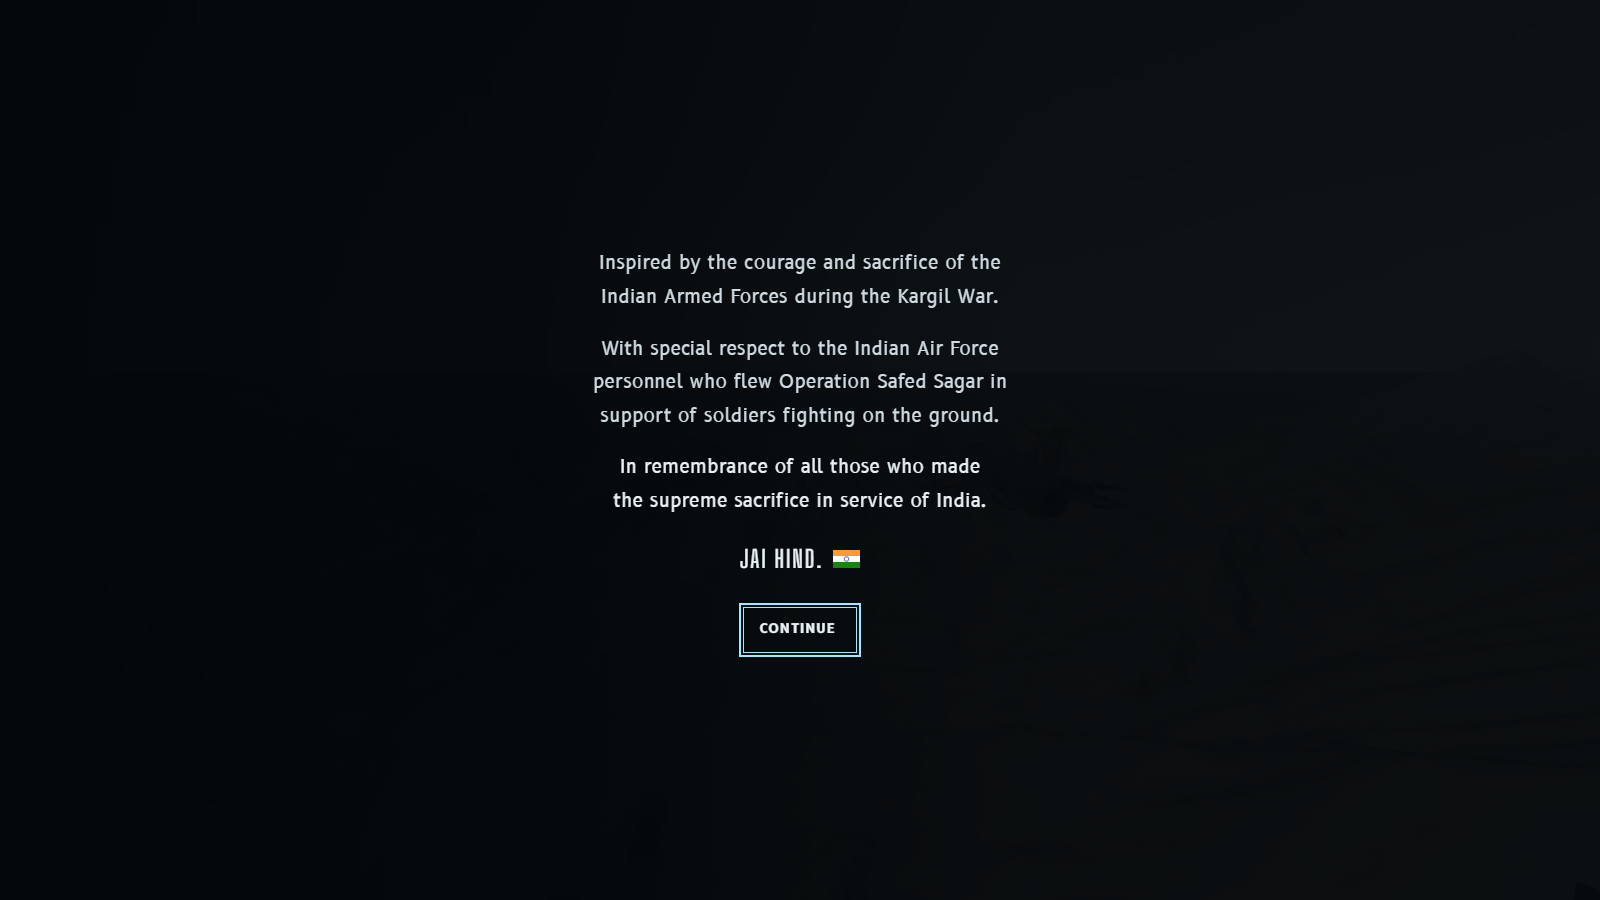 Inspired by the courage and sacrifice of the
Indian Armed Forces during the Kargil War.
With special respect to the Indian Air Force
personnel who flew Operation Safed Sagar in
support of soldiers fighting on the ground.
In remembrance of all those who made
the supreme sacrifice in service of India.
JAI HIND.
CONTINUE